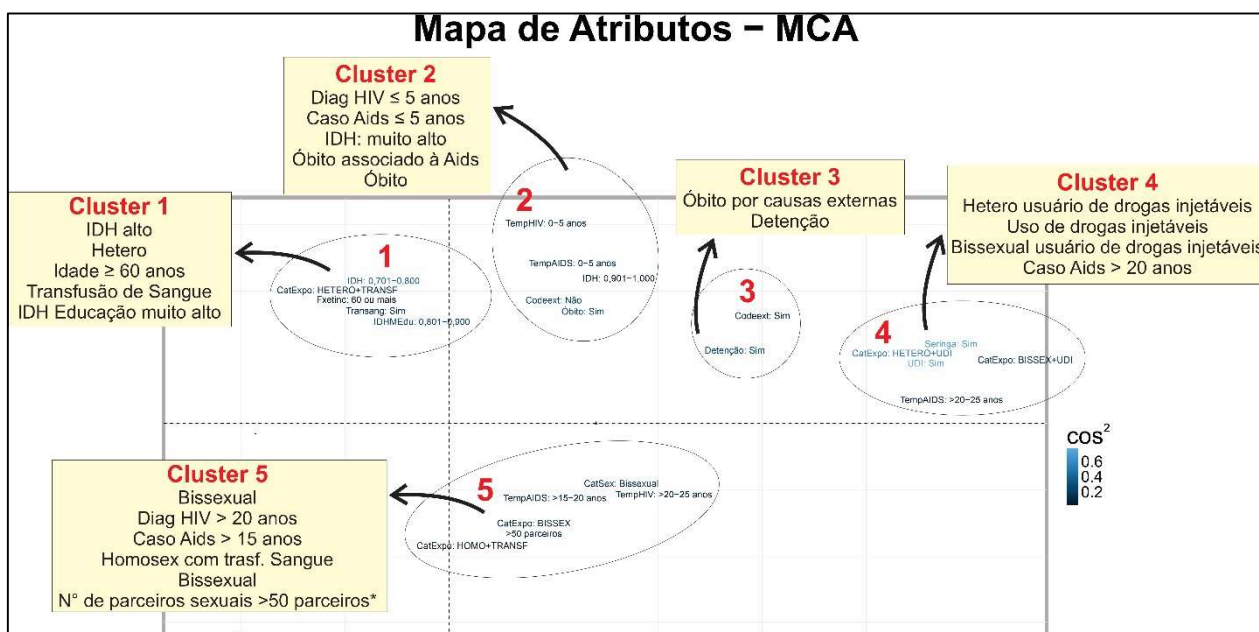 Mapa de Atributos − MCA
Cluster 2
Diag HIV ≤ 5 anos
Caso Aids ≤ 5 anos
IDH: muito alto
Óbito associado à Aids
Óbito
Cluster 3
Óbito por causas externas
Detenção
Cluster 4
Hetero usuário de drogas injetáveis
Uso de drogas injetáveis
Bissexual usuário de drogas injetáveis
Caso Aids > 20 anos
Cluster 1
IDH alto
Hetero
Idade ≥ 60 anos
Transfusão de Sangue
IDH Educação muito alto
1
IDH: 0,701−0,800
CatExpo: HETERO+TRANSF
Fxetinc: 60 ou mais
Transang: Sim
IDHMEdu: 0,801−0,900
2
TempHIV: 0−5 anos
TempAIDS: 0−5 anos
IDH: 0,901−1,000
Codeext: Não
Óbito: Sim
3
Codeext: Sim
Detenção: Sim
4
Seringa: Sim
CatExpo: HETERO+UDI
UDI: Sim
CatExpo: BISSEX+UDI
TempAIDS: >20−25 anos
COS²
0.6
0.4
0.2
Cluster 5
Bissexual
Diag HIV > 20 anos
Caso Aids > 15 anos
Homosex com trasf. Sangue
Bissexual
N° de parceiros sexuais >50 parceiros*
5
CatSex: Bissexual
TempAIDS: >15−20 anos
TempHIV: >20−25 anos
CatExpo: BISSEX
>50 parceiros
CatExpo: HOMO+TRANSF